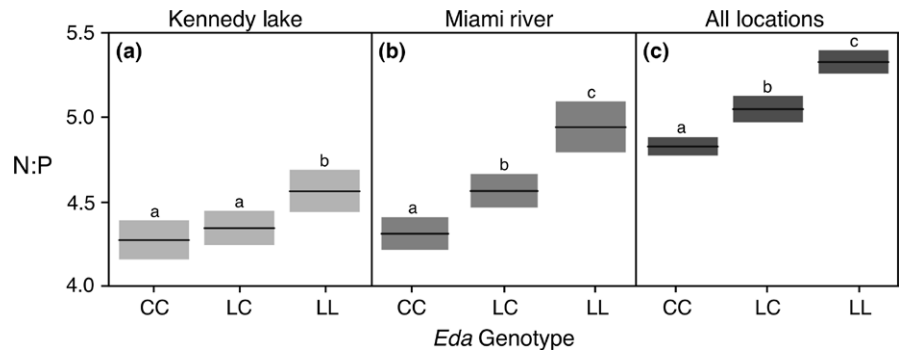 Kennedy lake Miami river All locations
5.5 (a) (b) (c)
c
5.0 c b
a
N:P
b b
4.5 a a a
4.0
CC LC LL CC LC LL CC LC LL
Eda Genotype